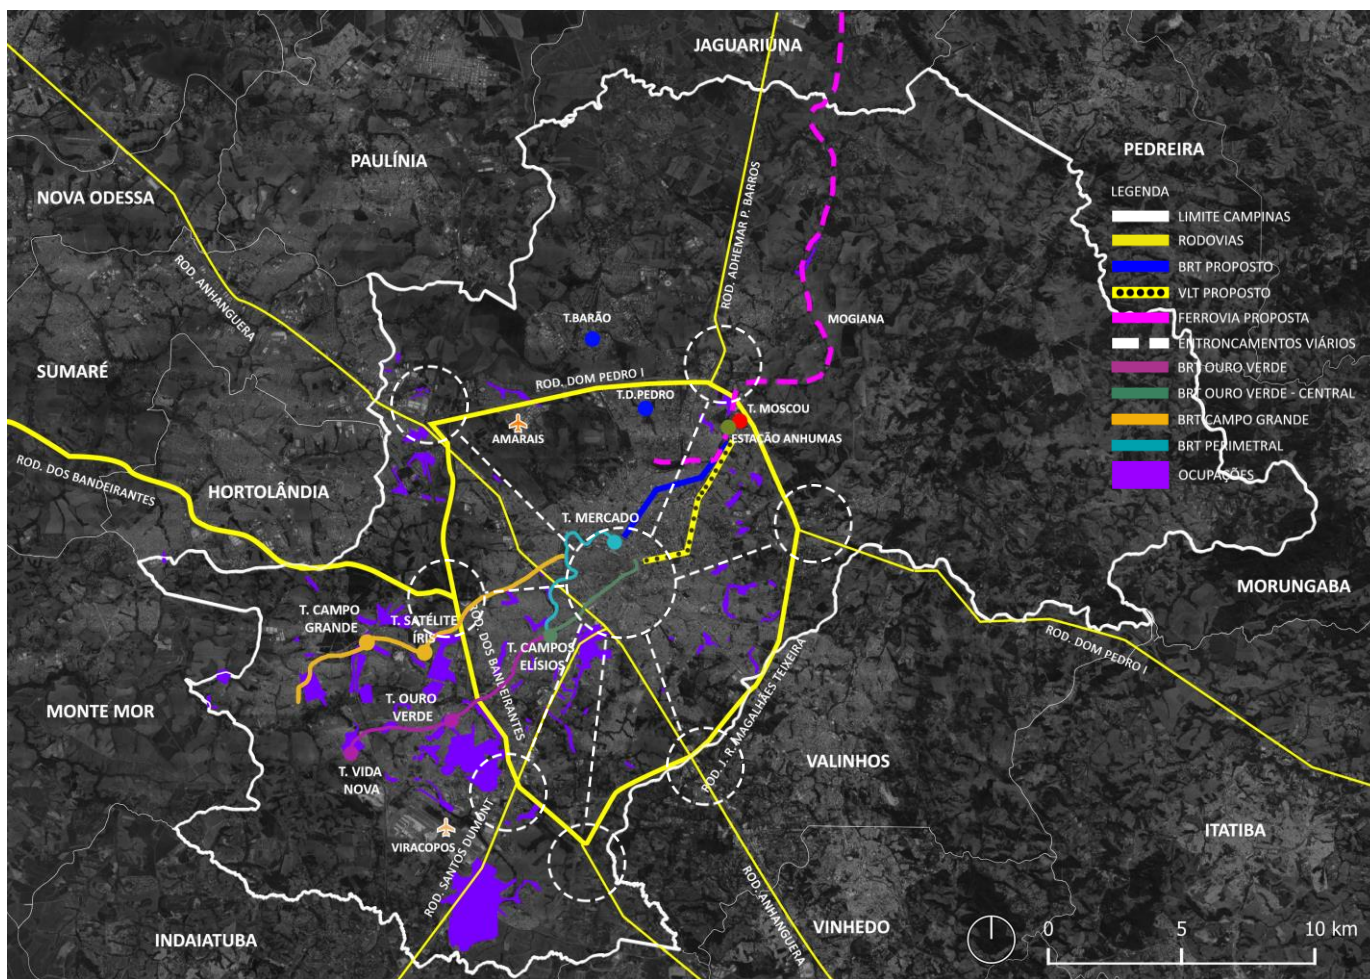 JAGUARIÚNA
PAULÍNIA
PEDREIRA
NOVA ODESSA
LEGENDA
LIMITE CAMPINAS
RODOVIAS
BRT PROPOSTO
VLT PROPOSTO
FERROVIA PROPOSTA
ENTRONCAMENTOS VIÁRIOS
BRT OURO VERDE
BRT OURO VERDE - CENTRAL
BRT CAMPO GRANDE
BRT PERIMETRAL
OCUPAÇÕES
ROD. ADHEMAR P. BARROS
ROD. ANHANGUERA
MOGIANA
T.BARÃO
SUMARÉ
ROD. DOM PEDRO I
T.D.PEDRO
T. MOSCOU
AMARAIS
ESTAÇÃO ANHUMAS
ROD. DOS BANDEIRANTES
HORTOLÂNDIA
T. MERCADO
MORUNGABA
T. CAMPO
GRANDE
T. SATÉLITE
ÍRIS
T. CAMPOS
ELÍSIOS
ROD. DOS BANDEIRANTES
ROD. DOM PEDRO I
T. OURO
VERDE
MONTE MOR
ROD. J. R. MAGALHÃES TEIXEIRA
VALINHOS
T. VIDA
NOVA
VIRACOPOS
ROD. SANTOS DUMONT
ITATIBA
ROD. ANHANGUERA
VINHEDO
INDAIATUBA
0
5
10 km